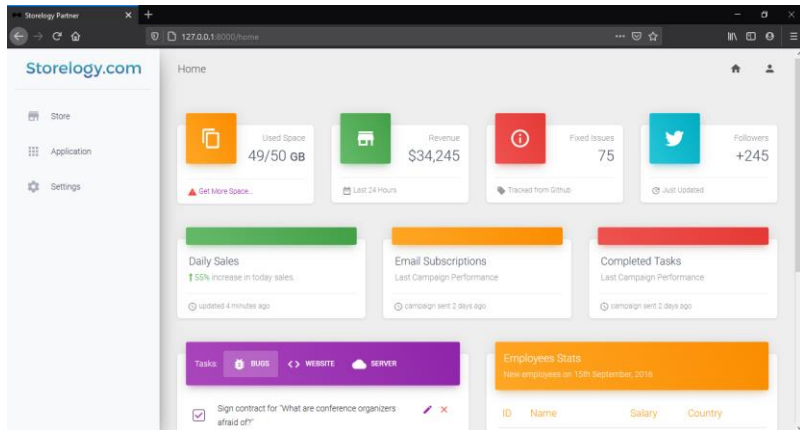 Storelogy Partner
127.0.0.1:8000/home
Storelogy.com
Home
Store
Application
Settings
Used Space
49/50 GB
Get More Space...
Revenue
$34,245
Last 24 Hours
Fixed Issues
75
Tracked from Github
Followers
+245
Just Updated
Daily Sales
55% increase in today sales.
updated 4 minutes ago
Email Subscriptions
Last Campaign Performance
campaign sent 2 days ago
Completed Tasks
Last Campaign Performance
campaign sent 2 days ago
Tasks: BUGS WEBSITE SERVER
Sign contract for "What are conference organizers
afraid of?"
Employees Stats
New employees on 15th September, 2016
ID Name Salary Country